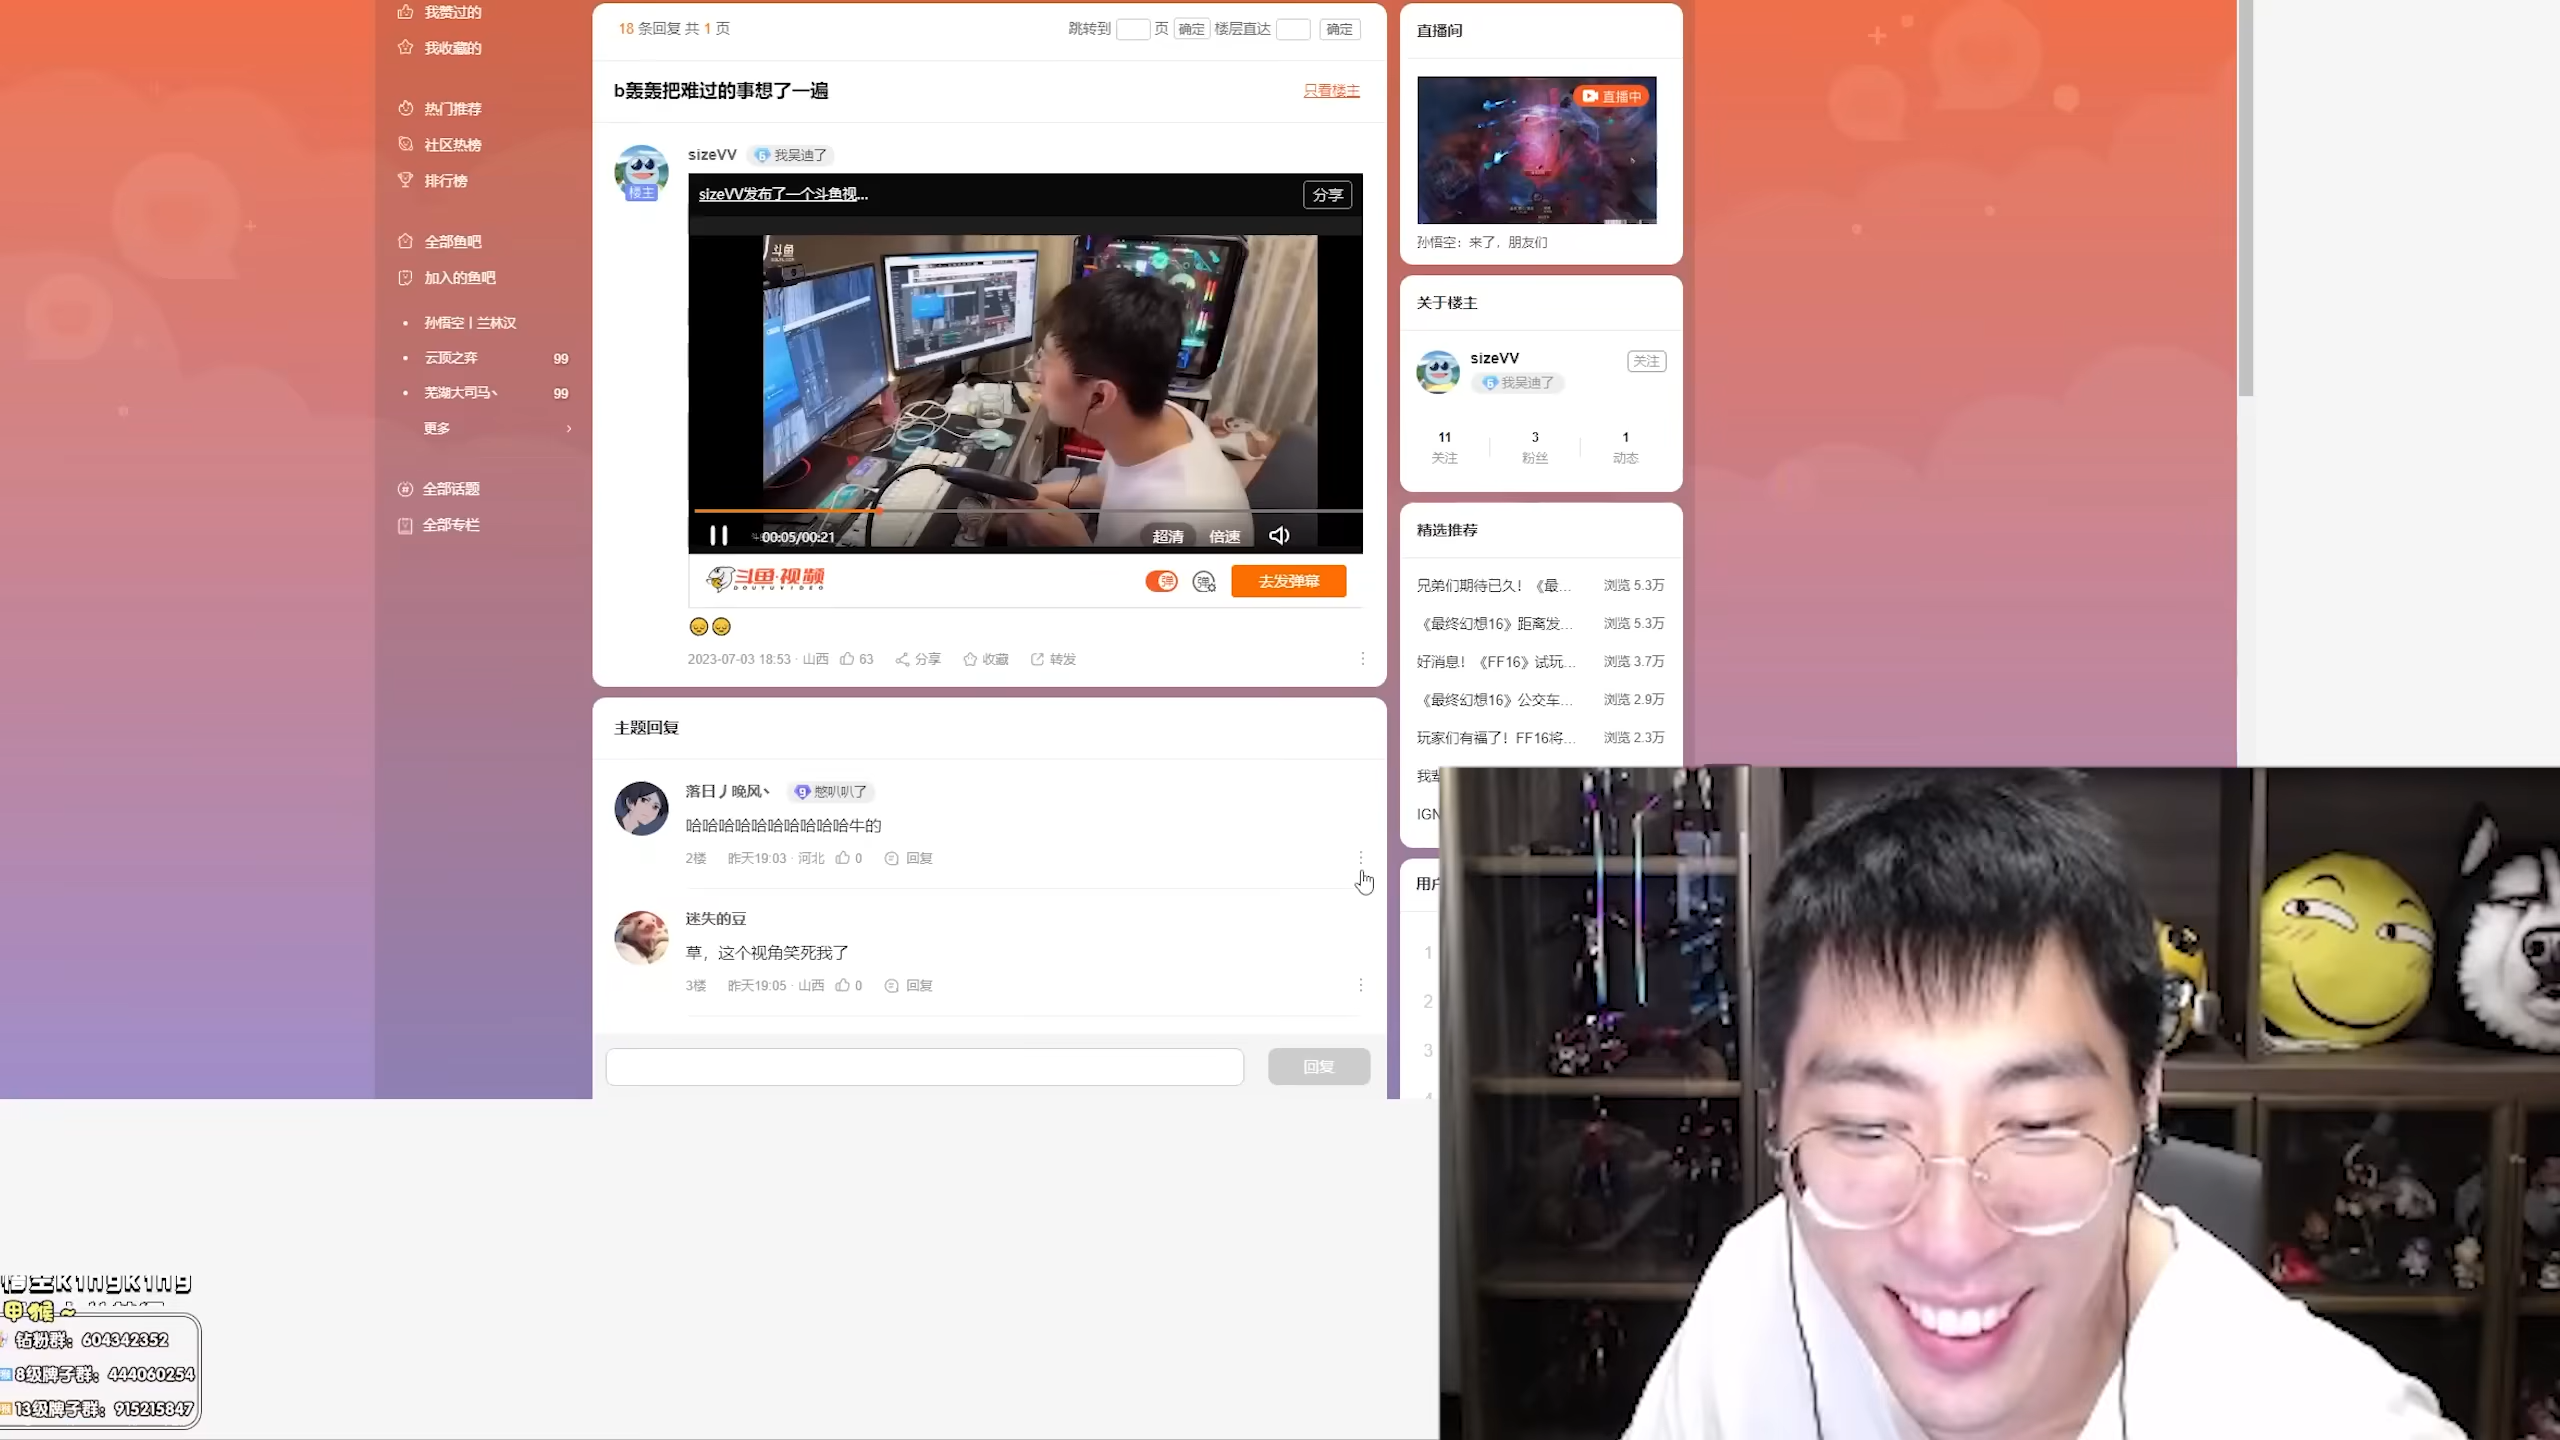 我赞过的
我收藏的
热门推荐
社区热榜
排行榜
全部鱼吧
加入的鱼吧
孙悟空丨兰林汉
云顶之弈 99
芜湖大司马丶 99
更多
全部话题
全部专栏
18 条回复 共 1 页
跳转到 页 确定 楼层直达 确定
b轰轰把难过的事想了一遍
只看楼主
sizeVV 6 我吴迪了
楼主
sizeVV发布了一个斗鱼视...
分享
斗鱼
00:05/00:21
超清 倍速
斗鱼·视频
DOUYUVIDEO
弹 弹 去发弹幕
2023-07-03 18:53 · 山西 63 分享 收藏 转发
主题回复
落日丿晚风丶 9 憨叭叭了
哈哈哈哈哈哈哈哈哈哈牛的
2楼 昨天19:03 · 河北 0 回复
迷失的豆
草，这个视角笑死我了
3楼 昨天19:05 · 山西 0 回复
回复
直播间
直播中
孙悟空：来了，朋友们
关于楼主
sizeVV
6 我吴迪了
关注
11 3 1
关注 粉丝 动态
精选推荐
兄弟们期待已久！《最... 浏览 5.3万
《最终幻想16》距离发... 浏览 5.3万
好消息！《FF16》试玩... 浏览 3.7万
《最终幻想16》公交车... 浏览 2.9万
玩家们有福了！FF16将... 浏览 2.3万
IGN
1
2
3
钻粉群：604342352
8级牌子群：444060254
13级牌子群：915215847